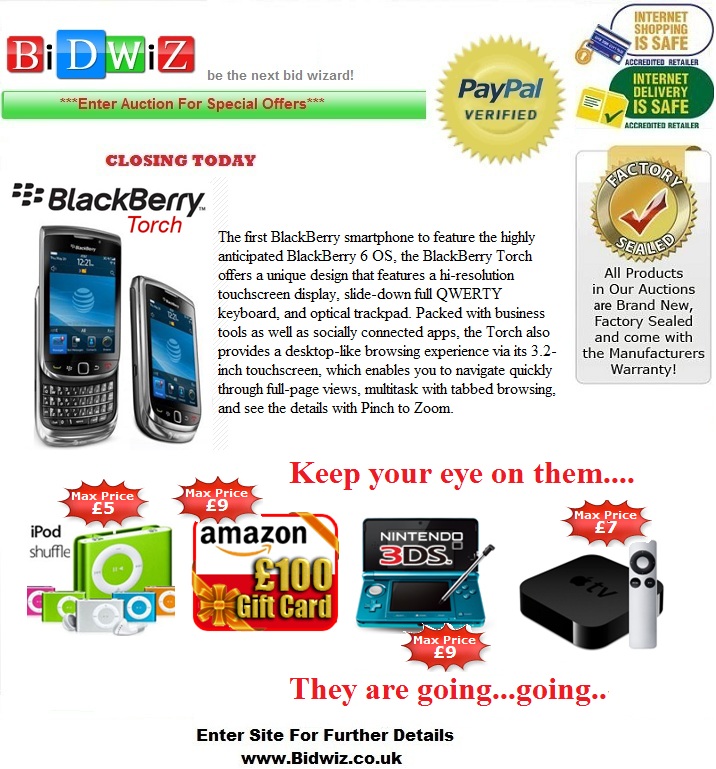 BiDWiZ
be the next bid wizard!
***Enter Auction For Special Offers***
PayPal
VERIFIED
INTERNET
SHOPPING
IS SAFE
ACCREDITED RETAILER
INTERNET
DELIVERY
IS SAFE
ACCREDITED RETAILER
CLOSING TODAY
BlackBerry
Torch
The first BlackBerry smartphone to feature the highly
anticipated BlackBerry 6 OS, the BlackBerry Torch
offers a unique design that features a hi-resolution
touchscreen display, slide-down full QWERTY
keyboard, and optical trackpad. Packed with business
tools as well as socially connected apps, the Torch also
provides a desktop-like browsing experience via its 3.2-
inch touchscreen, which enables you to navigate quickly
through full-page views, multitask with tabbed browsing,
and see the details with Pinch to Zoom.
FACTORY
SEALED
All Products
in Our Auctions
are Brand New,
Factory Sealed
and come with
the Manufacturers
Warranty!
Keep your eye on them....
Max Price
£5
iPod
shuffle
Max Price
£9
amazon
£100
Gift Card
NINTENDO
3DS
Max Price
£9
Max Price
£7
tv
They are going...going..
Enter Site For Further Details
www.Bidwiz.co.uk